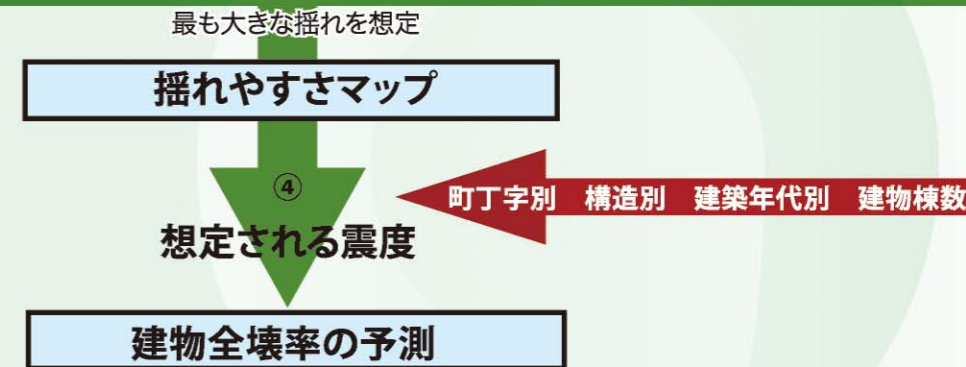 最も大きな揺れを想定
揺れやすさマップ
④
町丁字別 構造別 建築年代別 建物棟数
想定される震度
建物全壊率の予測